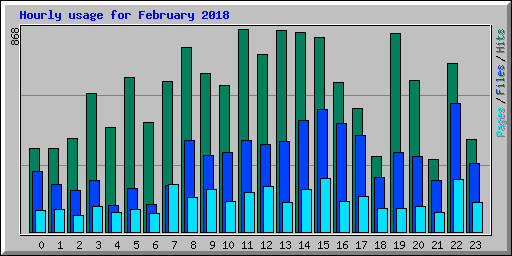 Hourly usage for February 2018
868
Pages/Files/Hits
0 1 2 3 4 5 6 7 8 9 10 11 12 13 14 15 16 17 18 19 20 21 22 23